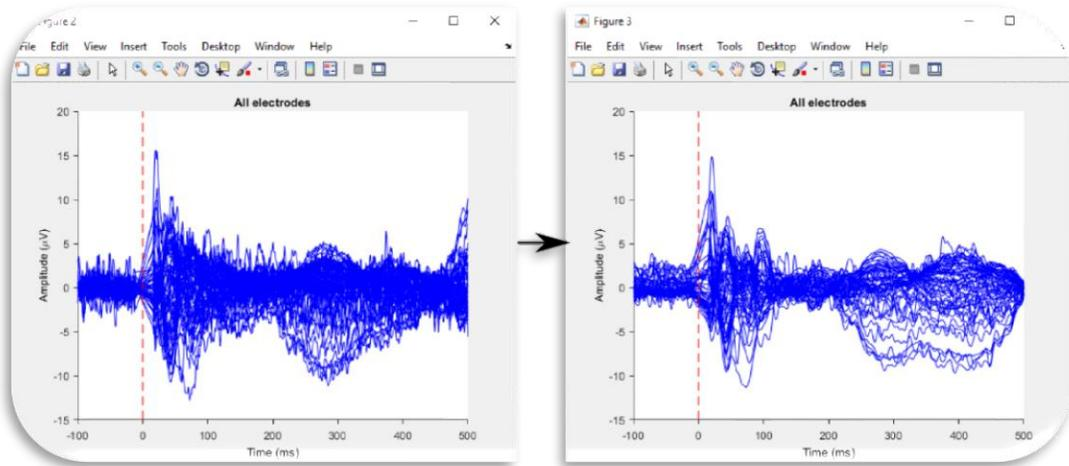 Figure 2
File Edit View Insert Tools Desktop Window Help
All electrodes
20
15
10
5
0
-5
-10
-15
Amplitude (μV)
-100 0 100 200 300 400 500
Time (ms)
Figure 3
File Edit View Insert Tools Desktop Window Help
All electrodes
20
15
10
5
0
-5
-10
-15
Amplitude (μV)
-100 0 100 200 300 400 500
Time (ms)